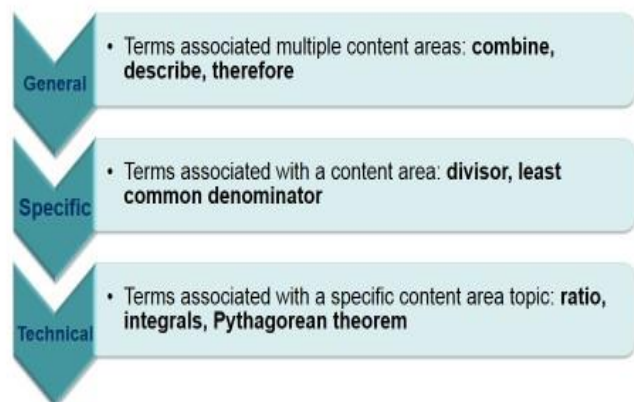 General
• Terms associated multiple content areas: combine,
describe, therefore
Specific
• Terms associated with a content area: divisor, least
common denominator
Technical
• Terms associated with a specific content area topic: ratio,
integrals, Pythagorean theorem